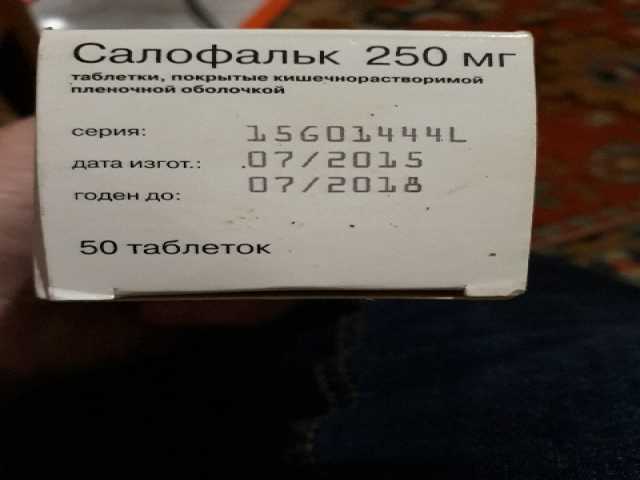 Салофальк 250 мг
таблетки, покрытые кишечнорастворимой
пленочной оболочкой
серия: 15G01444L
дата изгот.: 07/2015
годен до: 07/2018
50 таблеток